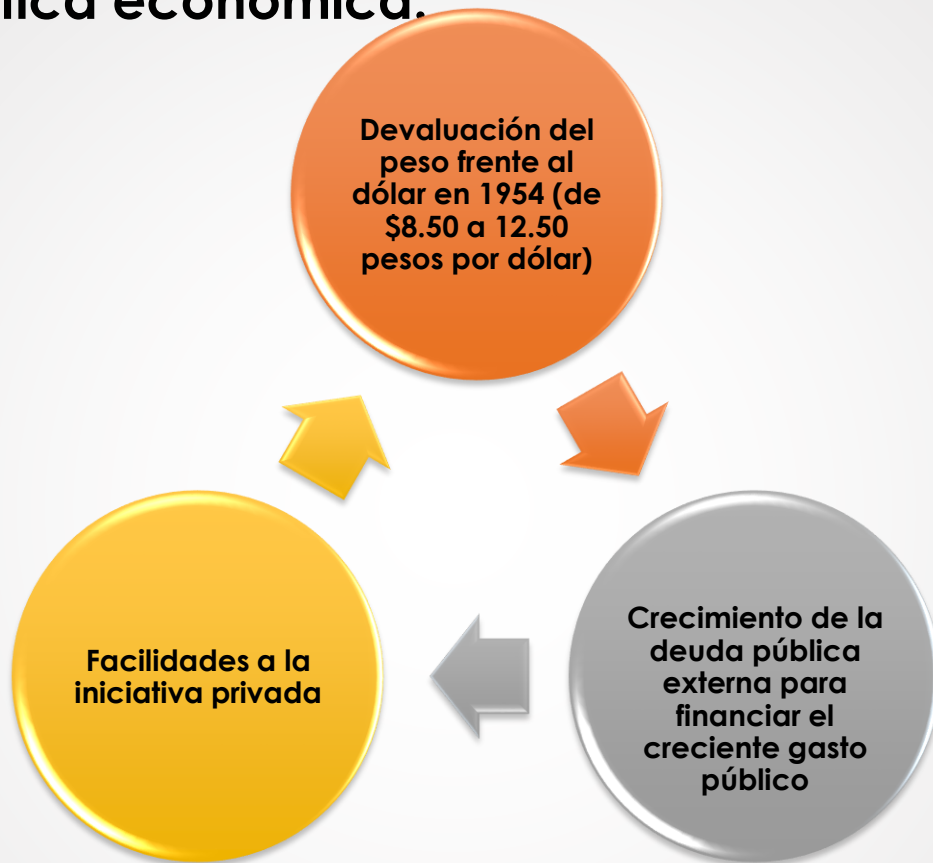 económica.
Devaluación del
peso frente al
dólar en 1954 (de
$8.50 a 12.50
pesos por dólar)
Crecimiento de la
deuda pública
externa para
financiar el
creciente gasto
público
Facilidades a la
iniciativa privada